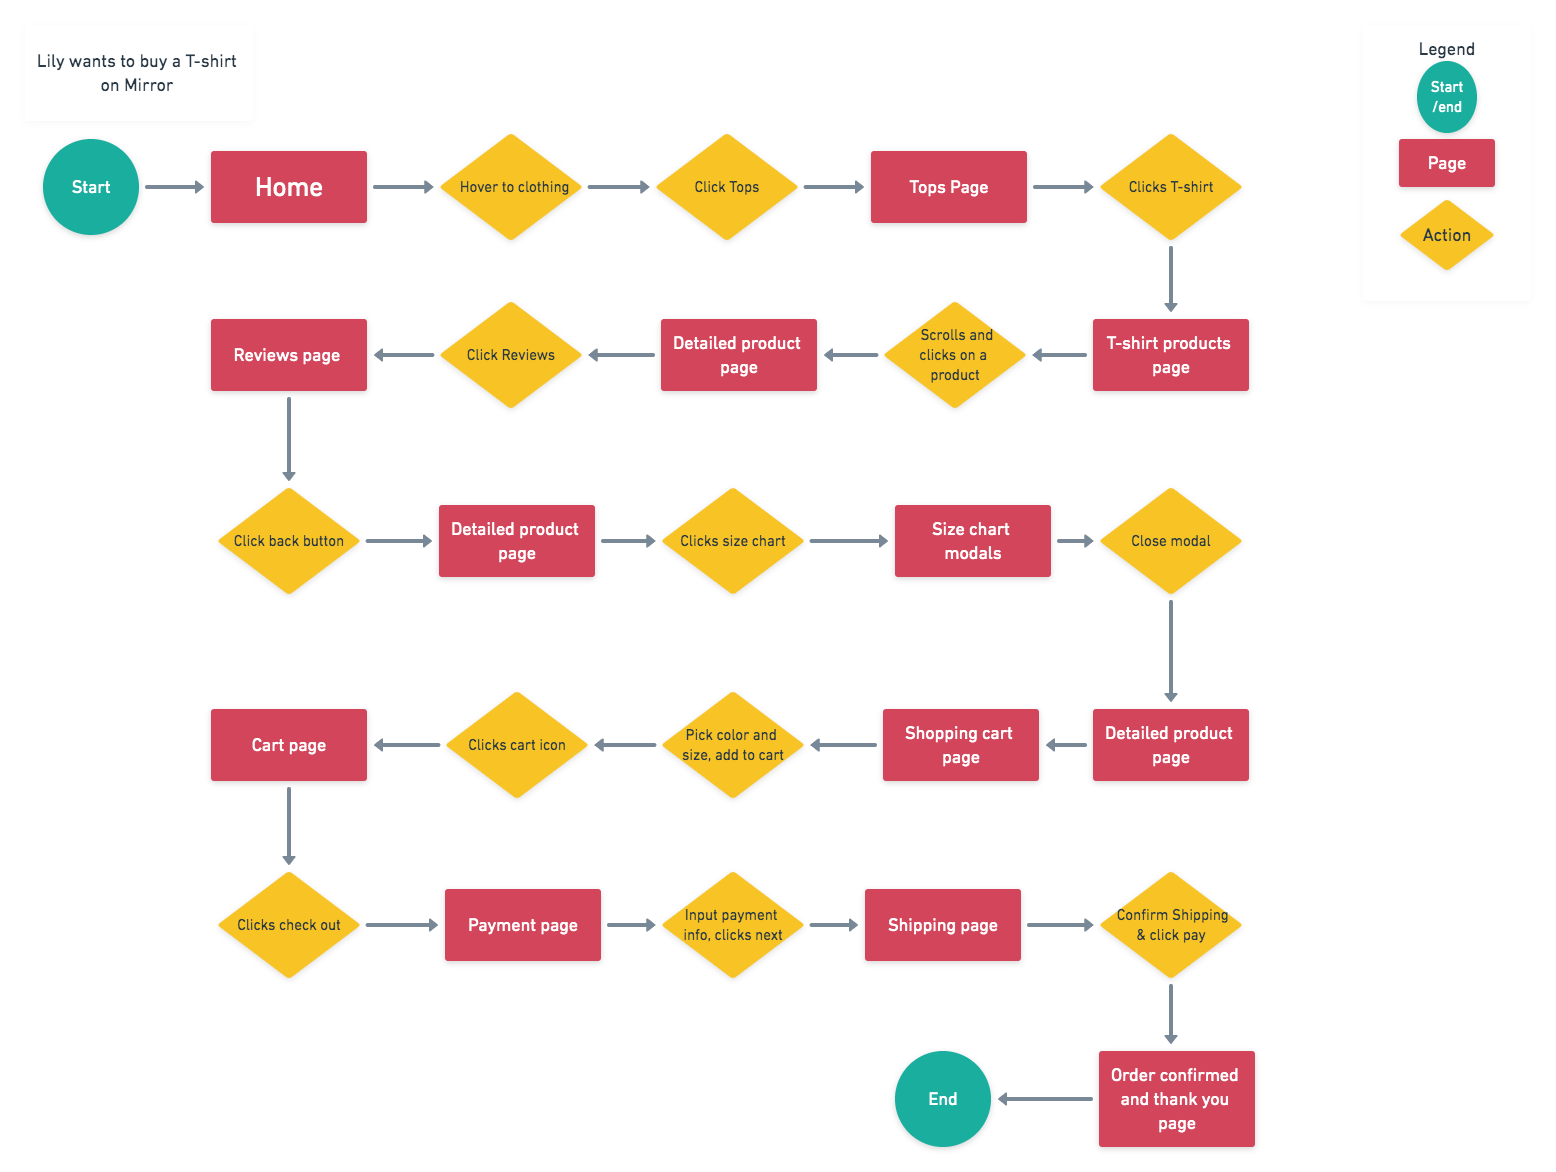 Lily wants to buy a T-shirt
on Mirror
Legend
Start
/end
Page
Action
Start
Home
Hover to clothing
Click Tops
Tops Page
Clicks T-shirt
T-shirt products
page
Scrolls and
clicks on a
product
Detailed product
page
Click Reviews
Reviews page
Click back button
Detailed product
page
Clicks size chart
Size chart
modals
Close modal
Detailed product
page
Shopping cart
page
Pick color and
size, add to cart
Clicks cart icon
Cart page
Clicks check out
Payment page
Input payment
info, clicks next
Shipping page
Confirm Shipping
& click pay
Order confirmed
and thank you
page
End